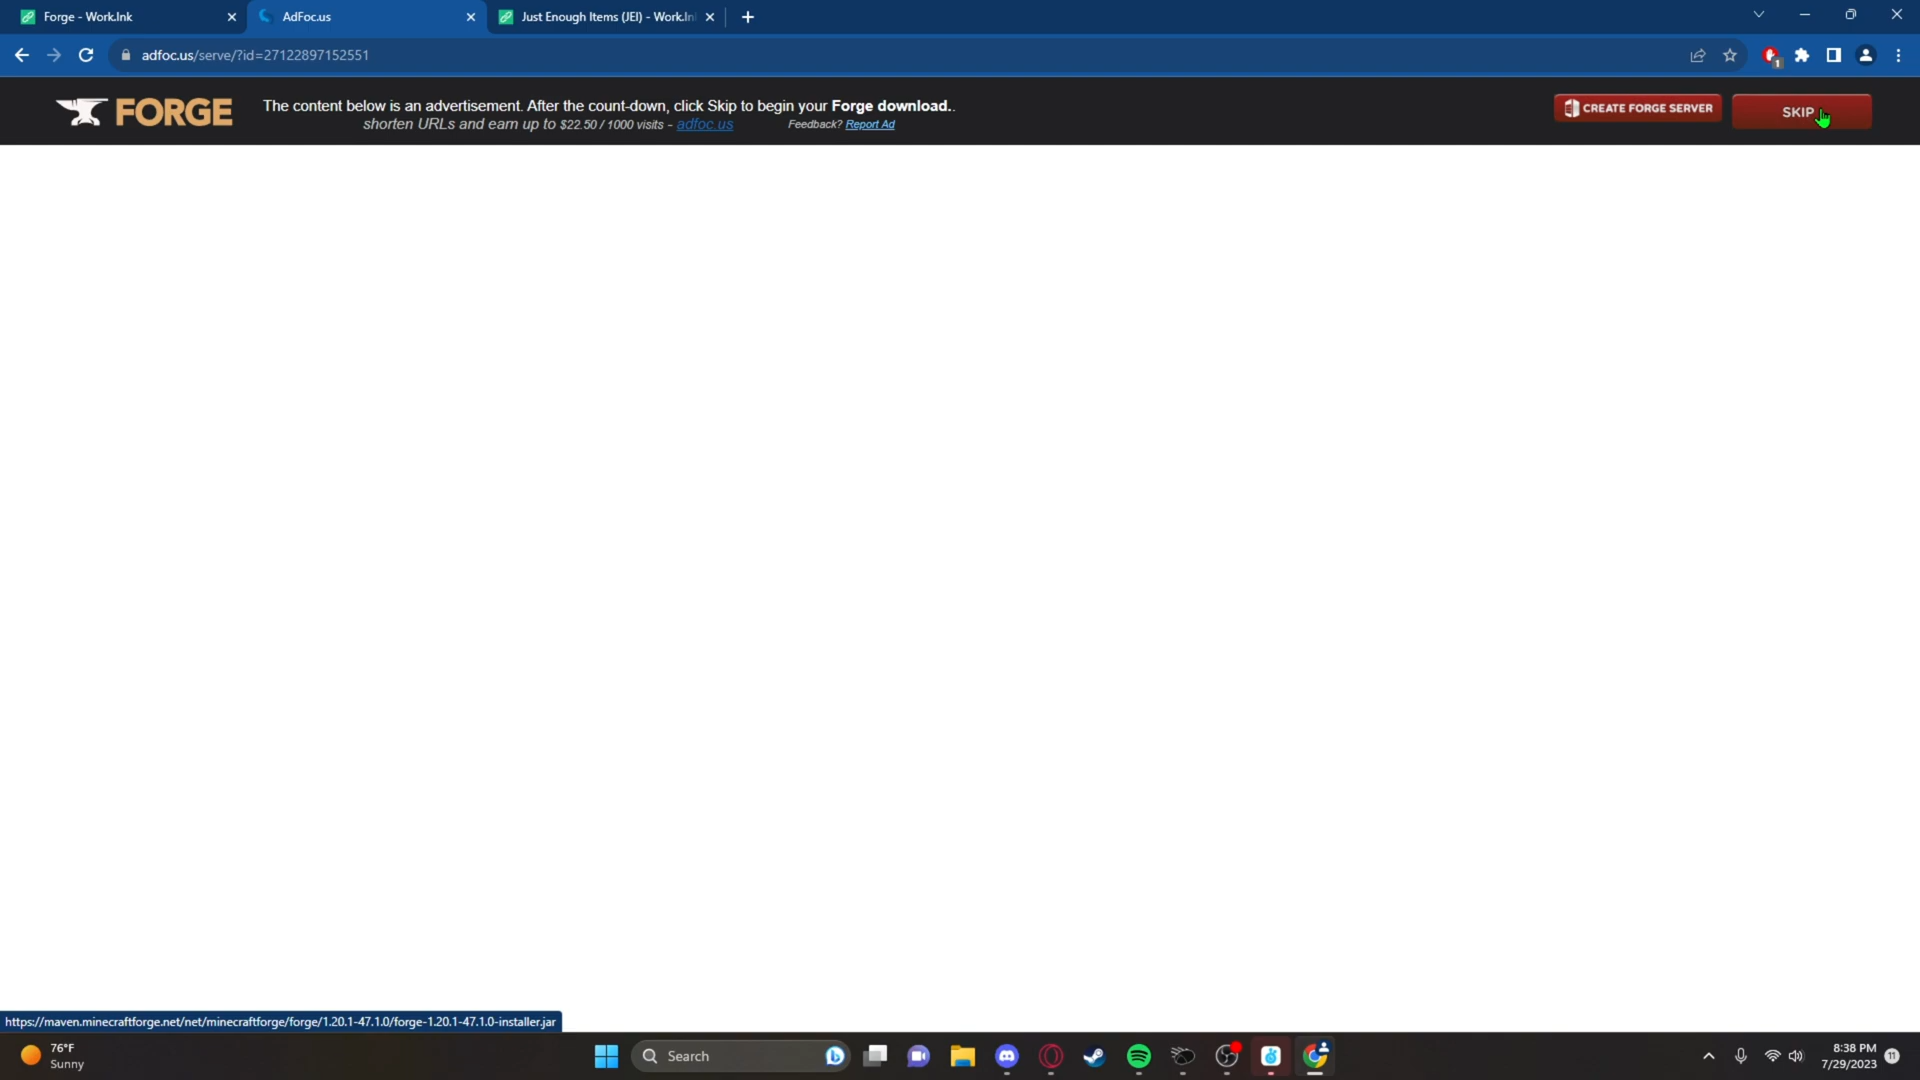 Forge - Work.Ink
AdFoc.us
Just Enough Items (JEI) - Work.In
adfoc.us/serve/?id=27122897152551
1
FORGE
The content below is an advertisement. After the count-down, click Skip to begin your Forge download..
shorten URLs and earn up to $22.50 / 1000 visits - adfoc.us
Feedback? Report Ad
CREATE FORGE SERVER
SKIP
https://maven.minecraftforge.net/net/minecraftforge/forge/1.20.1-47.1.0/forge-1.20.1-47.1.0-installer.jar
76°F
Sunny
Search
8:38 PM
7/29/2023
11